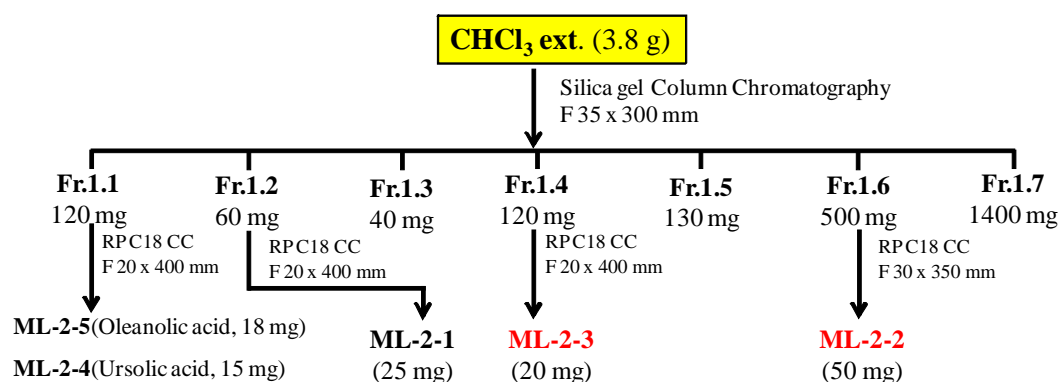 CHCl3 ext. (3.8 g)
Silica gel Column Chromatography
F 35 x 300 mm
Fr.1.1 Fr.1.2 Fr.1.3 Fr.1.4 Fr.1.5 Fr.1.6 Fr.1.7
120 mg 60 mg 40 mg 120 mg 130 mg 500 mg 1400 mg
RP C18 CC RP C18 CC RP C18 CC RP C18 CC
F 20 x 400 mm F 20 x 400 mm F 20 x 400 mm F 30 x 350 mm
ML-2-5(Oleanolic acid, 18 mg) ML-2-1 ML-2-3 ML-2-2
ML-2-4(Ursolic acid, 15 mg) (25 mg) (20 mg) (50 mg)